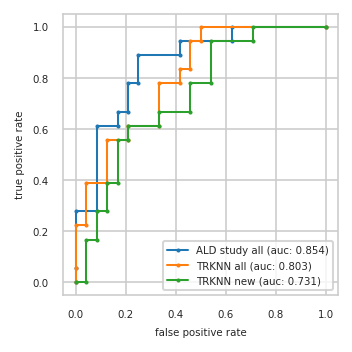 1.0
0.8
0.6
0.4
0.2
0.0
true positive rate
ALD study all (auc: 0.854)
TRKNN all (auc: 0.803)
TRKNN new (auc: 0.731)
0.0 0.2 0.4 0.6 0.8 1.0
false positive rate